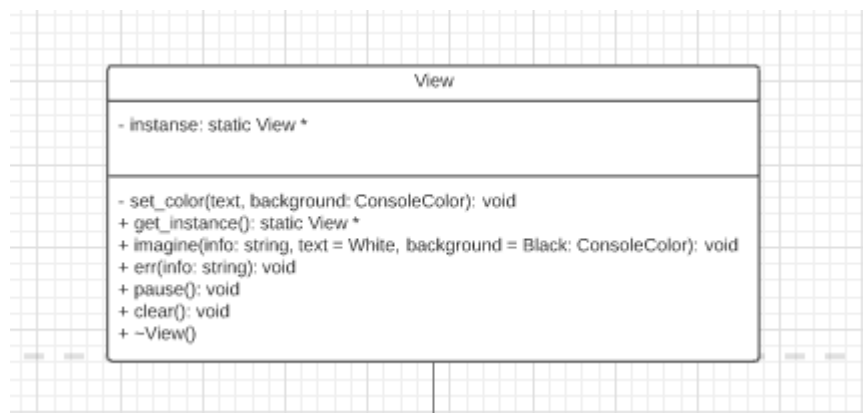 View
- instanse: static View *
- set_color(text, background: ConsoleColor): void
+ get_instance(): static View *
+ imagine(info: string, text = White, background = Black: ConsoleColor): void
+ err(info: string): void
+ pause(): void
+ clear(): void
+ ~View()